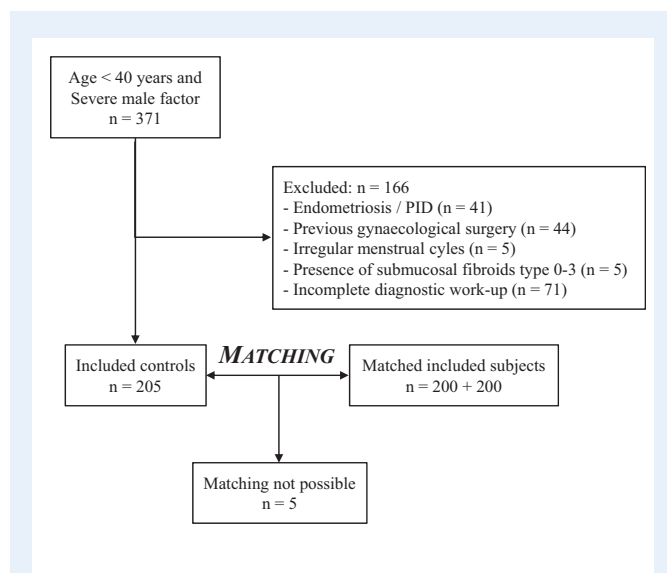 Age < 40 years and
Severe male factor
n = 371
Excluded: n = 166
- Endometriosis / PID (n = 41)
- Previous gynaecological surgery (n = 44)
- Irregular menstrual cyles (n = 5)
- Presence of submucosal fibroids type 0-3 (n = 5)
- Incomplete diagnostic work-up (n = 71)
Included controls
n = 205
MATCHING
Matched included subjects
n = 200 + 200
Matching not possible
n = 5